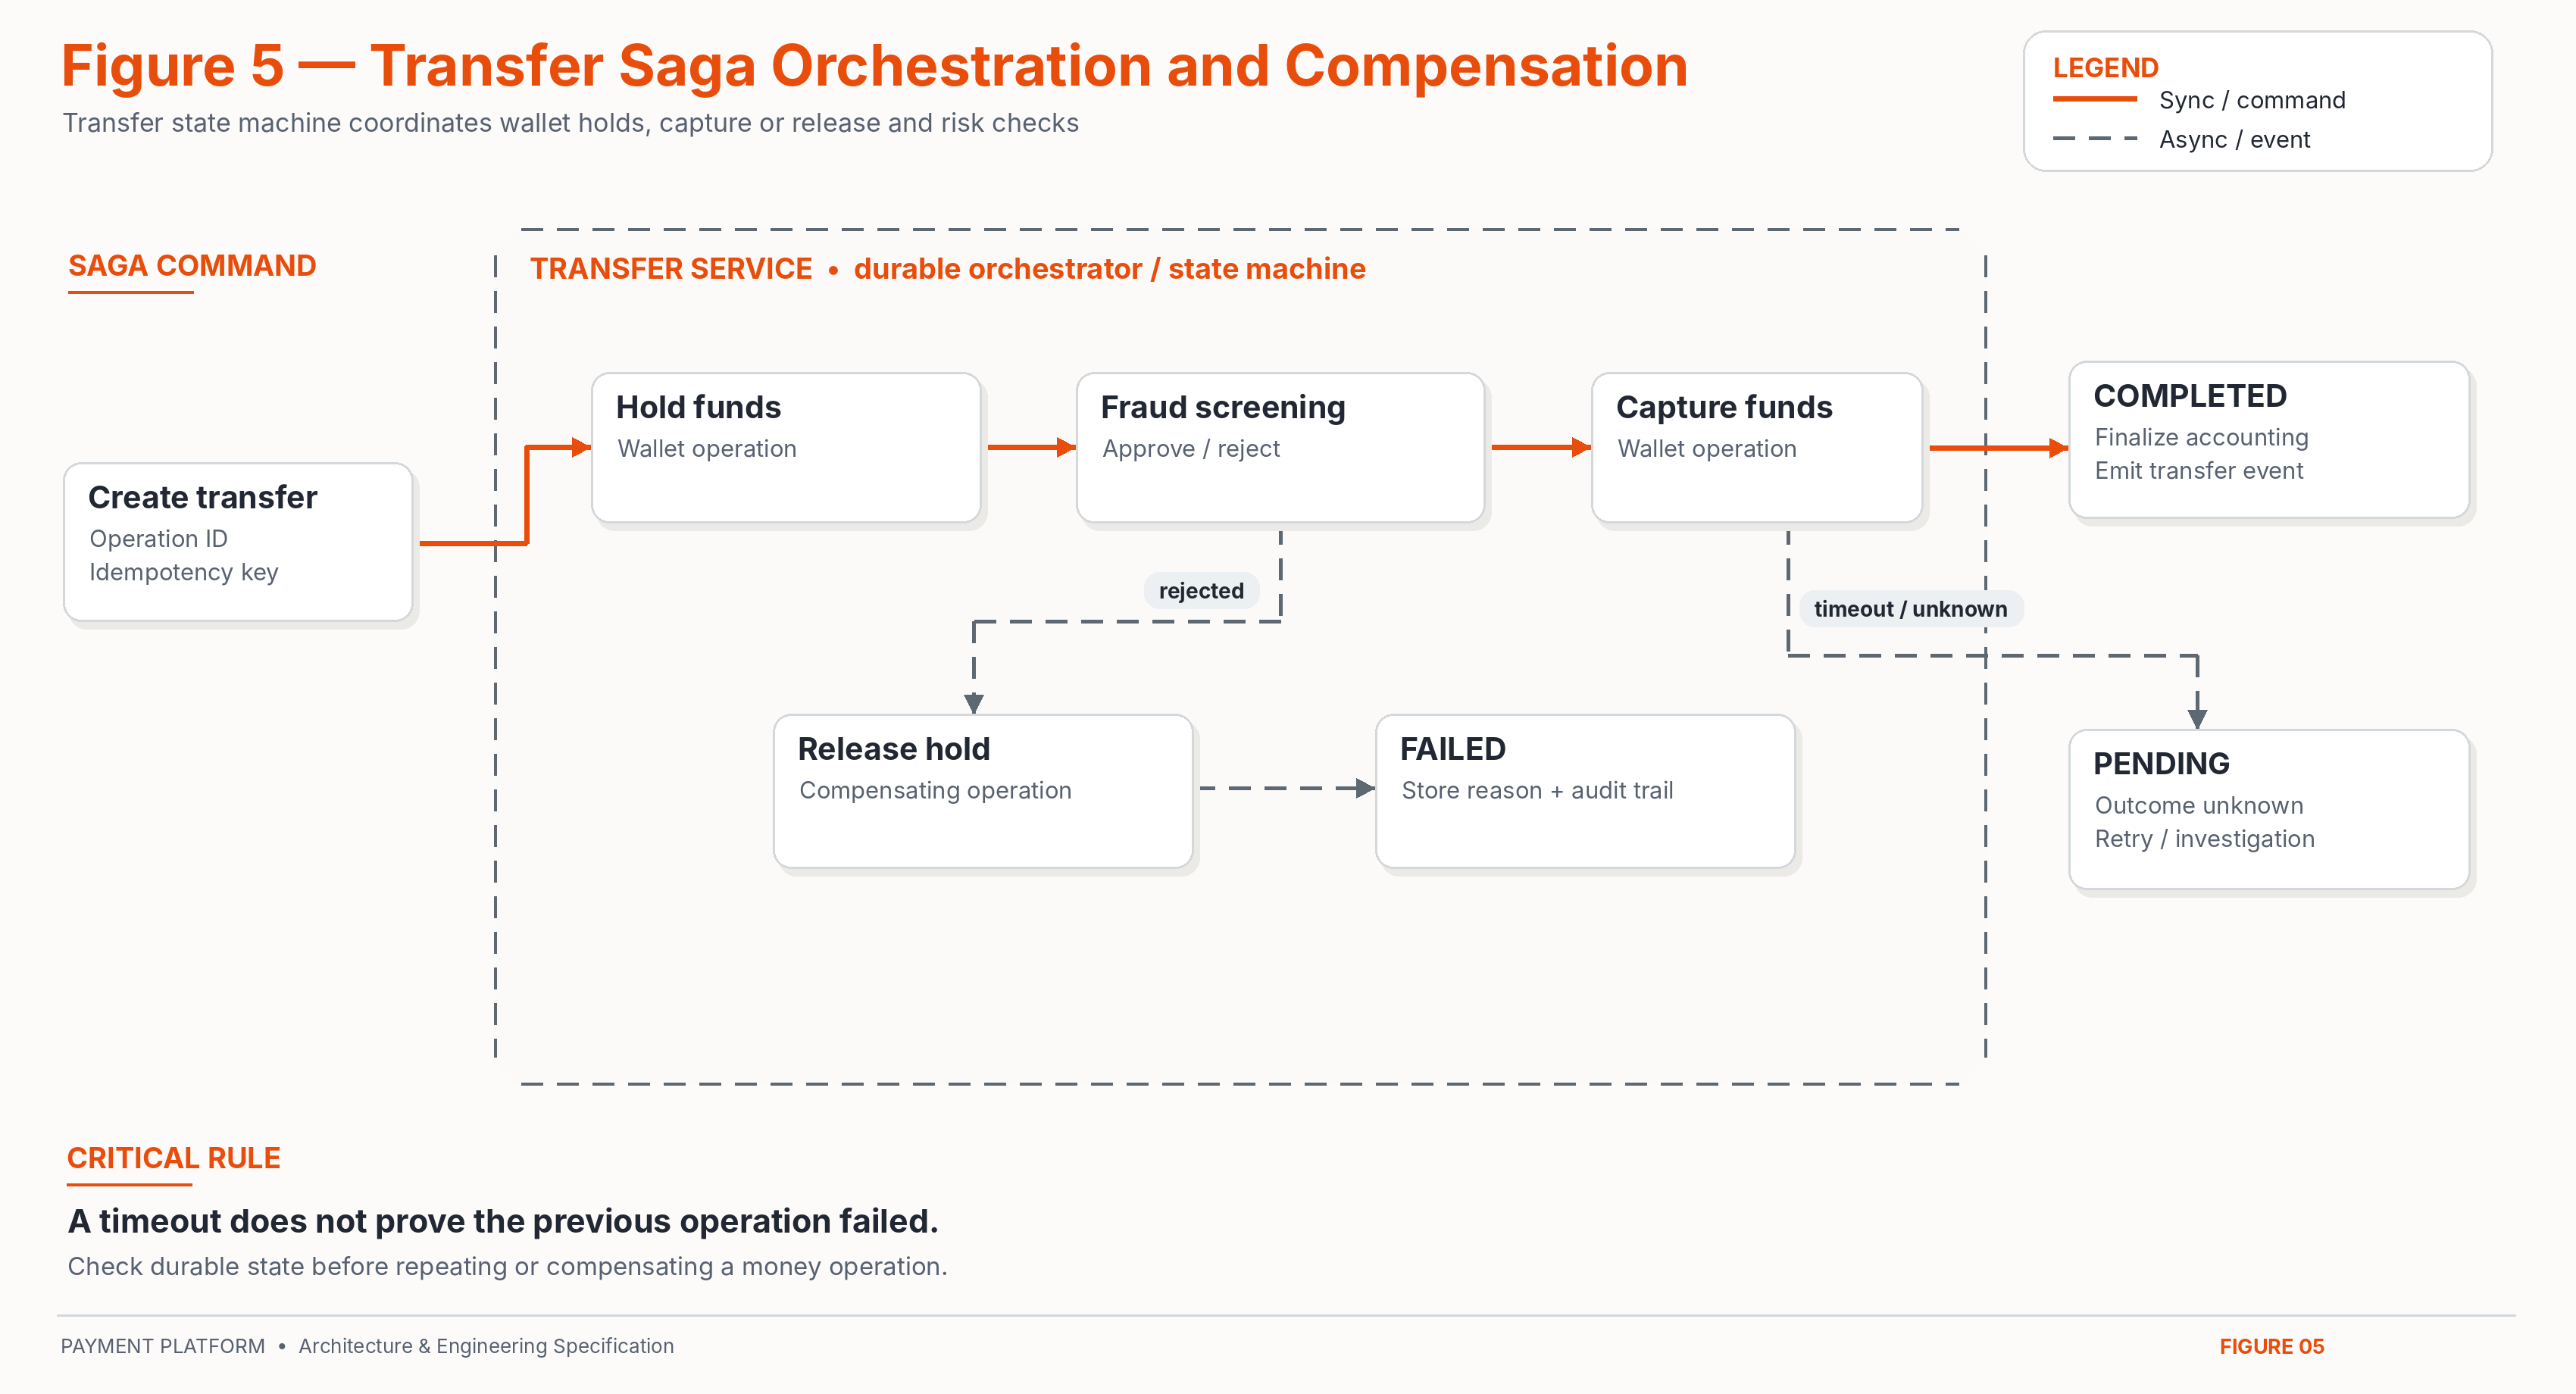 Figure 5 — Transfer Saga Orchestration and Compensation
Transfer state machine coordinates wallet holds, capture or release and risk checks
LEGEND
Sync / command
Async / event
SAGA COMMAND
TRANSFER SERVICE • durable orchestrator / state machine
Create transfer
Operation ID
Idempotency key
Hold funds
Wallet operation
Fraud screening
Approve / reject
Capture funds
Wallet operation
COMPLETED
Finalize accounting
Emit transfer event
rejected
timeout / unknown
Release hold
Compensating operation
FAILED
Store reason + audit trail
PENDING
Outcome unknown
Retry / investigation
CRITICAL RULE
A timeout does not prove the previous operation failed.
Check durable state before repeating or compensating a money operation.
PAYMENT PLATFORM • Architecture & Engineering Specification
FIGURE 05